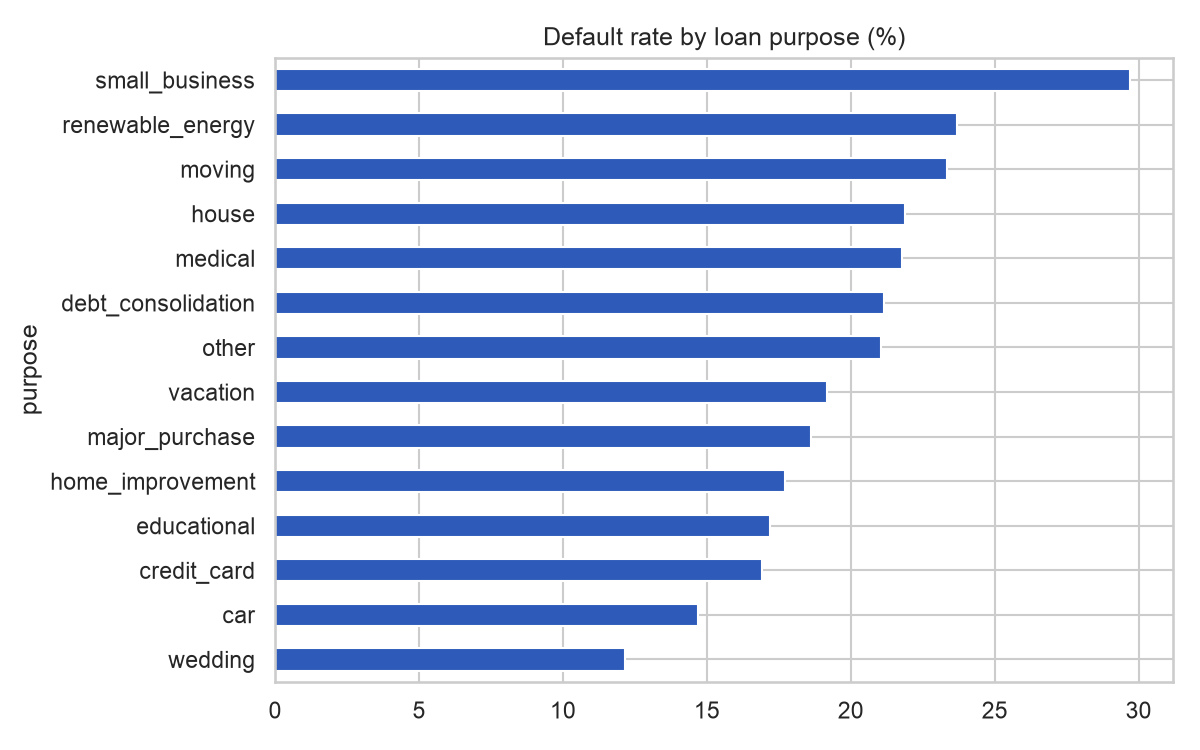 Default rate by loan purpose (%)
small_business
renewable_energy
moving
house
medical
debt_consolidation
other
vacation
major_purchase
home_improvement
educational
credit_card
car
wedding
purpose
0 5 10 15 20 25 30